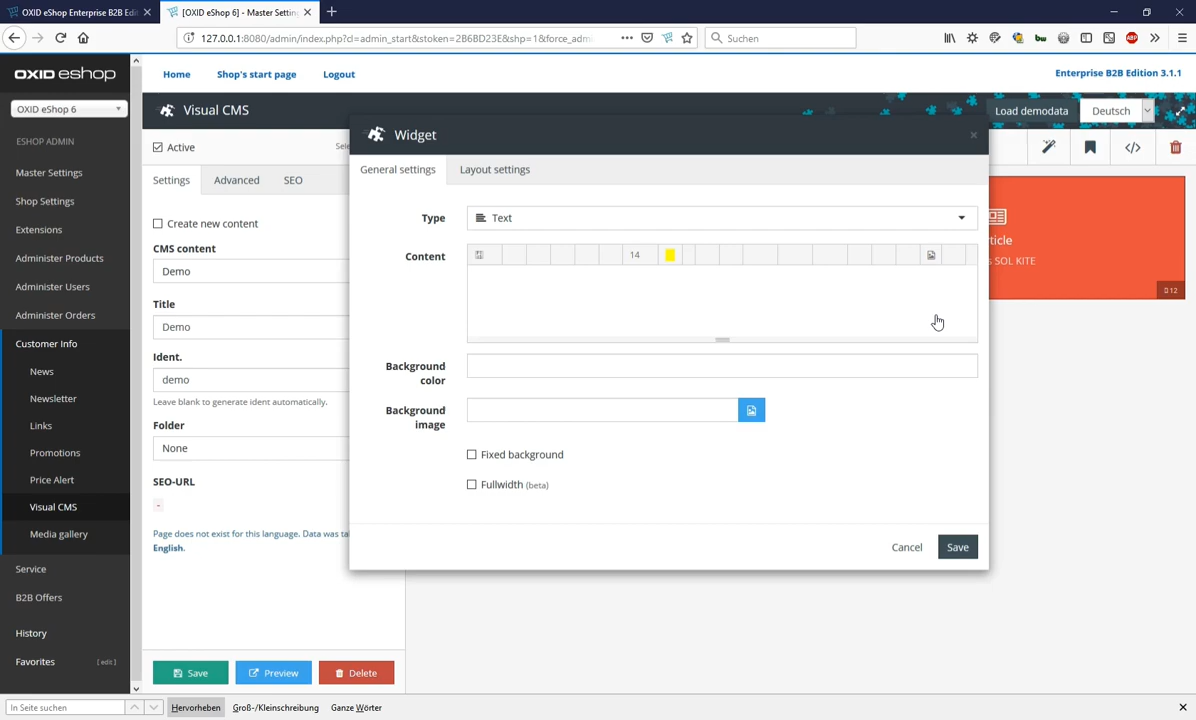 OXID eShop Enterprise B2B Edi
[OXID eShop 6] - Master Settin
127.0.0.1:8080/admin/index.php?cl=admin_start&stoken=2B6BD23E&shp=1&force_adm
Suchen
OXID eshop
Home
Shop's start page
Logout
Enterprise B2B Edition 3.1.1
OXID eShop 6
Visual CMS
Load demodata
Deutsch
ESHOP ADMIN
Master Settings
Shop Settings
Extensions
Administer Products
Administer Users
Administer Orders
Customer Info
News
Newsletter
Links
Promotions
Price Alert
Visual CMS
Media gallery
Service
B2B Offers
History
Favorites
[ edit ]
Active
Settings
Advanced
SEO
Create new content
CMS content
Demo
Title
Demo
Ident.
demo
Leave blank to generate ident automatically.
Folder
None
SEO-URL
-
Page does not exist for this language. Data was ta
English.
Save
Preview
Delete
Widget
General settings
Layout settings
Type
Text
Content
14
Background
color
Background
image
Fixed background
Fullwidth (beta)
Cancel
Save
ticle
s SOL KITE
12
In Seite suchen
Hervorheben
Groß-/Kleinschreibung
Ganze Wörter